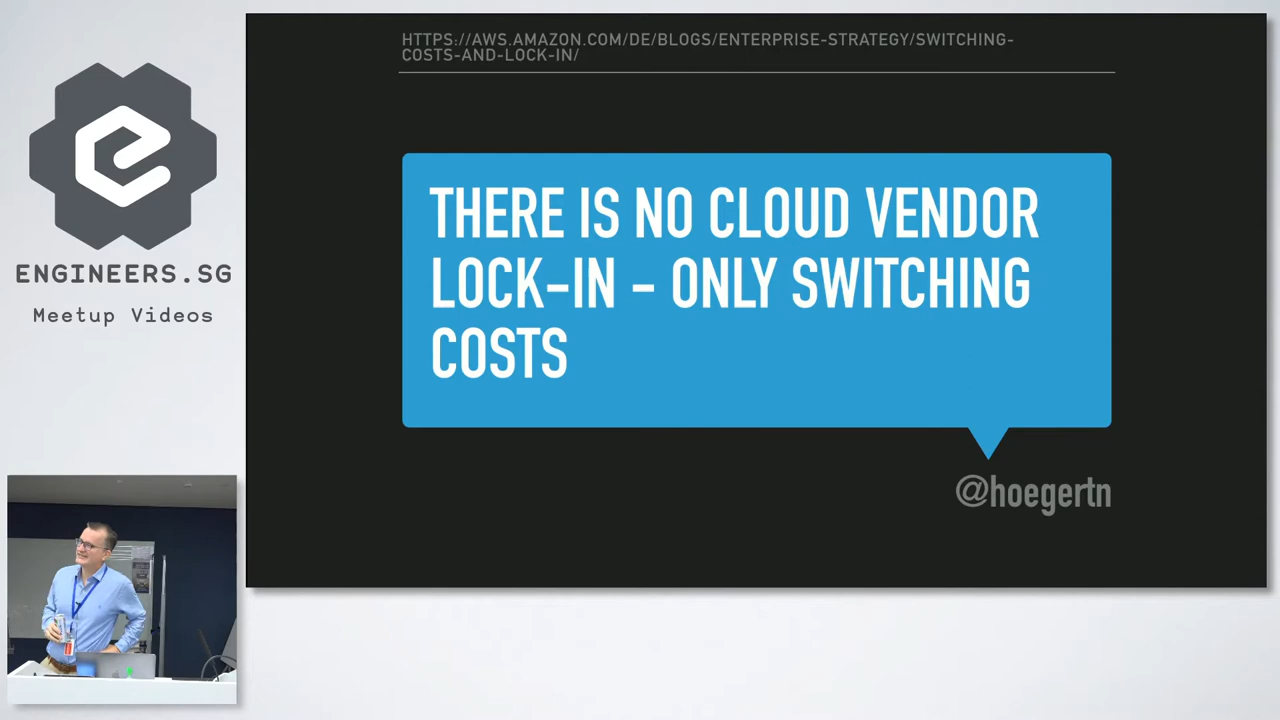 HTTPS://AWS.AMAZON.COM/DE/BLOGS/ENTERPRISE-STRATEGY/SWITCHING-
COSTS-AND-LOCK-IN/
THERE IS NO CLOUD VENDOR
LOCK-IN - ONLY SWITCHING
COSTS
@hoegertn
ENGINEERS.SG
Meetup Videos